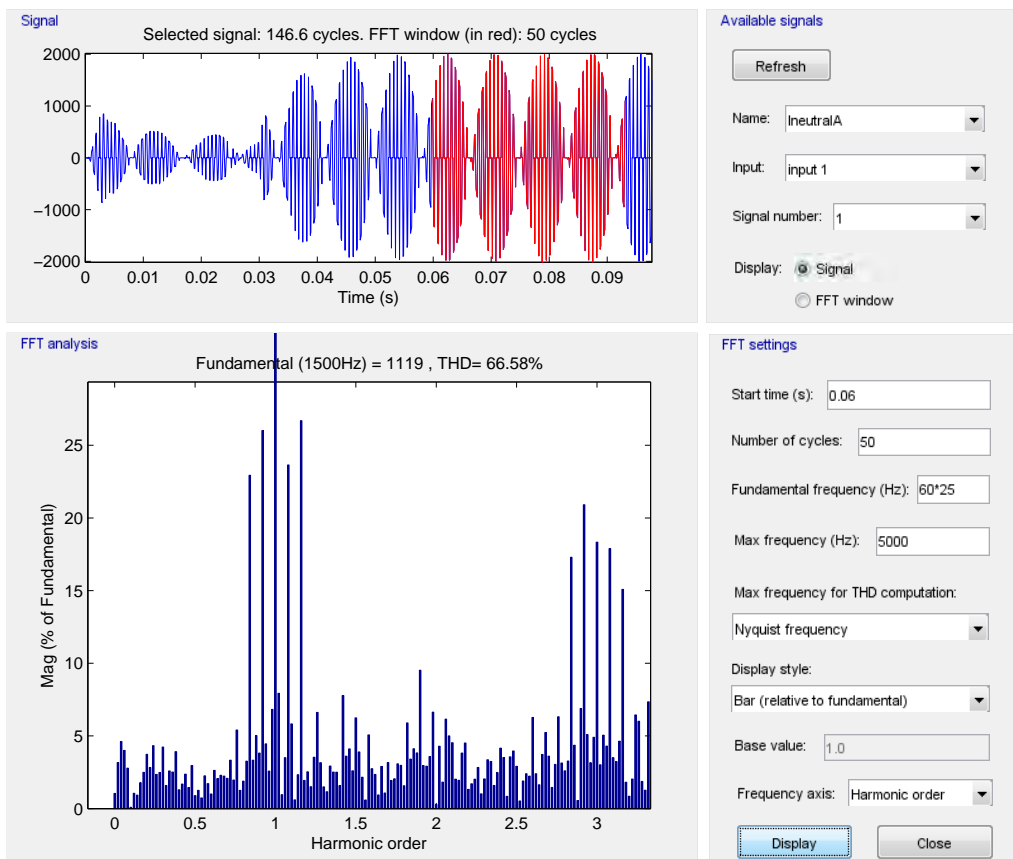 Signal
Selected signal: 146.6 cycles. FFT window (in red): 50 cycles
2000
1000
0
−1000
−2000
0 0.01 0.02 0.03 0.04 0.05 0.06 0.07 0.08 0.09
Time (s)
Available signals
Refresh
Name: IneutralA
Input: input 1
Signal number: 1
Display: Signal
FFT window
FFT analysis
Fundamental (1500Hz) = 1119 , THD= 66.58%
Mag (% of Fundamental)
25
20
15
10
5
0
0 0.5 1 1.5 2 2.5 3
Harmonic order
FFT settings
Start time (s): 0.06
Number of cycles: 50
Fundamental frequency (Hz): 60*25
Max frequency (Hz): 5000
Max frequency for THD computation:
Nyquist frequency
Display style:
Bar (relative to fundamental)
Base value: 1.0
Frequency axis: Harmonic order
Display Close